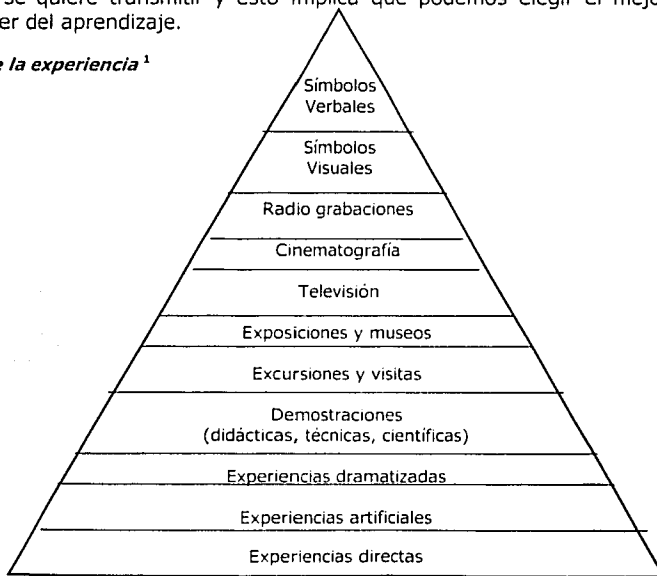 se quiere transmitir y esto implica que podemos elegir el mejo
er del aprendizaje.
e la experiencia 1
Símbolos
Verbales
Símbolos
Visuales
Radio grabaciones
Cinematografía
Televisión
Exposiciones y museos
Excursiones y visitas
Demostraciones
(didácticas, técnicas, científicas)
Experiencias dramatizadas
Experiencias artificiales
Experiencias directas